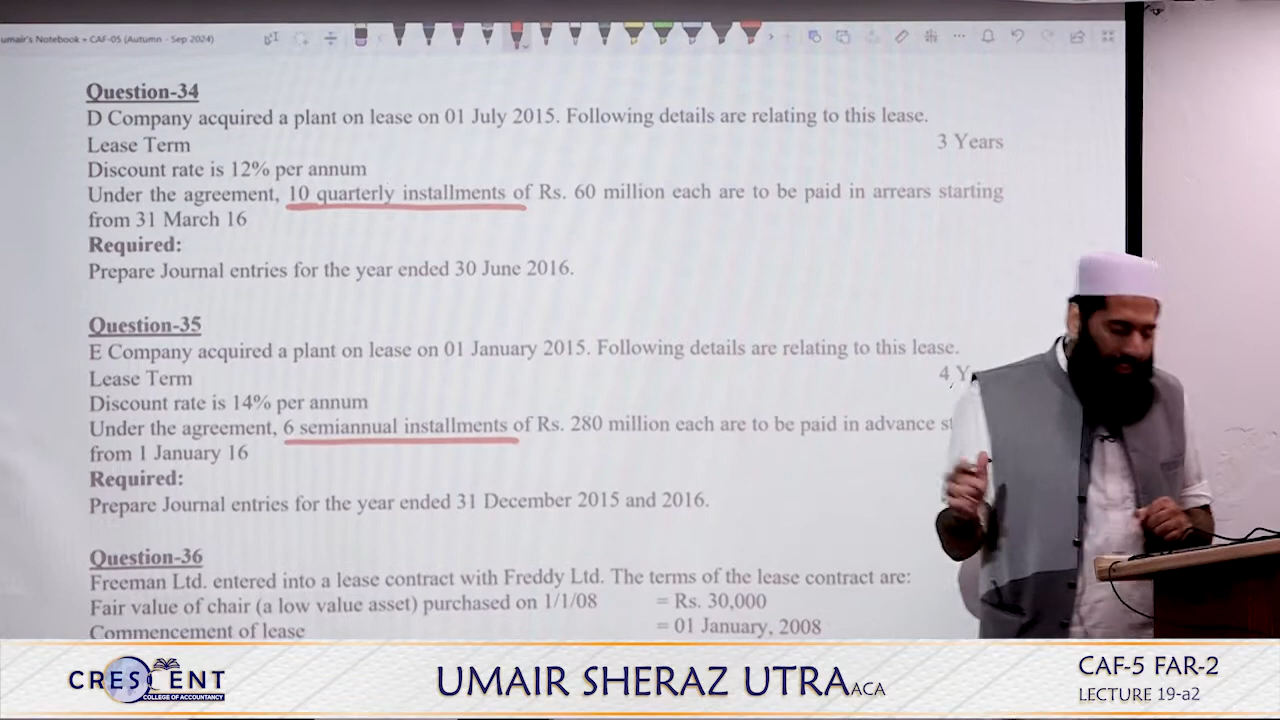 umair's Notebook » CAF-05 (Autumn - Sep 2024)
Question-34
D Company acquired a plant on lease on 01 July 2015. Following details are relating to this lease.
Lease Term 3 Years
Discount rate is 12% per annum
Under the agreement, 10 quarterly installments of Rs. 60 million each are to be paid in arrears starting
from 31 March 16
Required:
Prepare Journal entries for the year ended 30 June 2016.
Question-35
E Company acquired a plant on lease on 01 January 2015. Following details are relating to this lease.
Lease Term 4 Y
Discount rate is 14% per annum
Under the agreement, 6 semiannual installments of Rs. 280 million each are to be paid in advance st
from 1 January 16
Required:
Prepare Journal entries for the year ended 31 December 2015 and 2016.
Question-36
Freeman Ltd. entered into a lease contract with Freddy Ltd. The terms of the lease contract are:
Fair value of chair (a low value asset) purchased on 1/1/08 = Rs. 30,000
Commencement of lease = 01 January, 2008
CRESCENT
COLLEGE OF ACCOUNTANCY
UMAIR SHERAZ UTRA ACA
CAF-5 FAR-2
LECTURE 19-a2